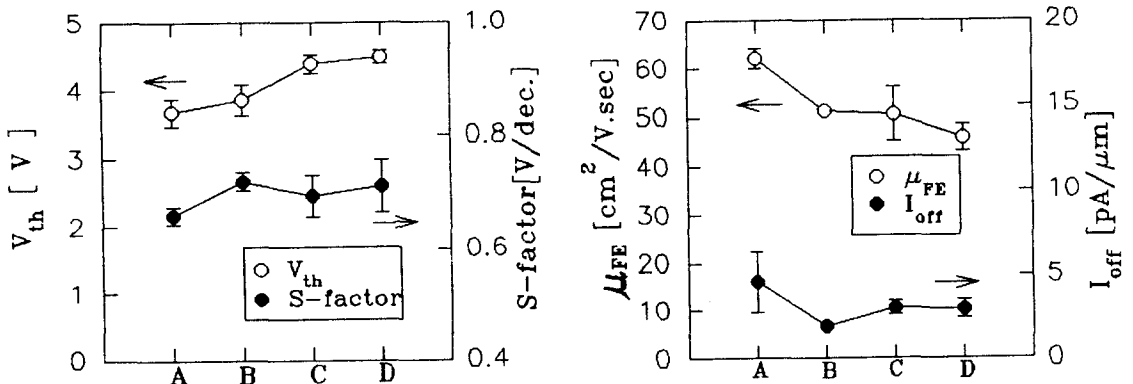 V_th [ V ]
5
4
3
2
1
0
1.0
0.8
0.6
0.4
S-factor[V/dec.]
V_th
S-factor
A B C D
μ_FE [cm^2/V.sec]
70
60
50
40
30
20
10
0
20
15
10
5
0
I_off [pA/μm]
μ_FE
I_off
A B C D